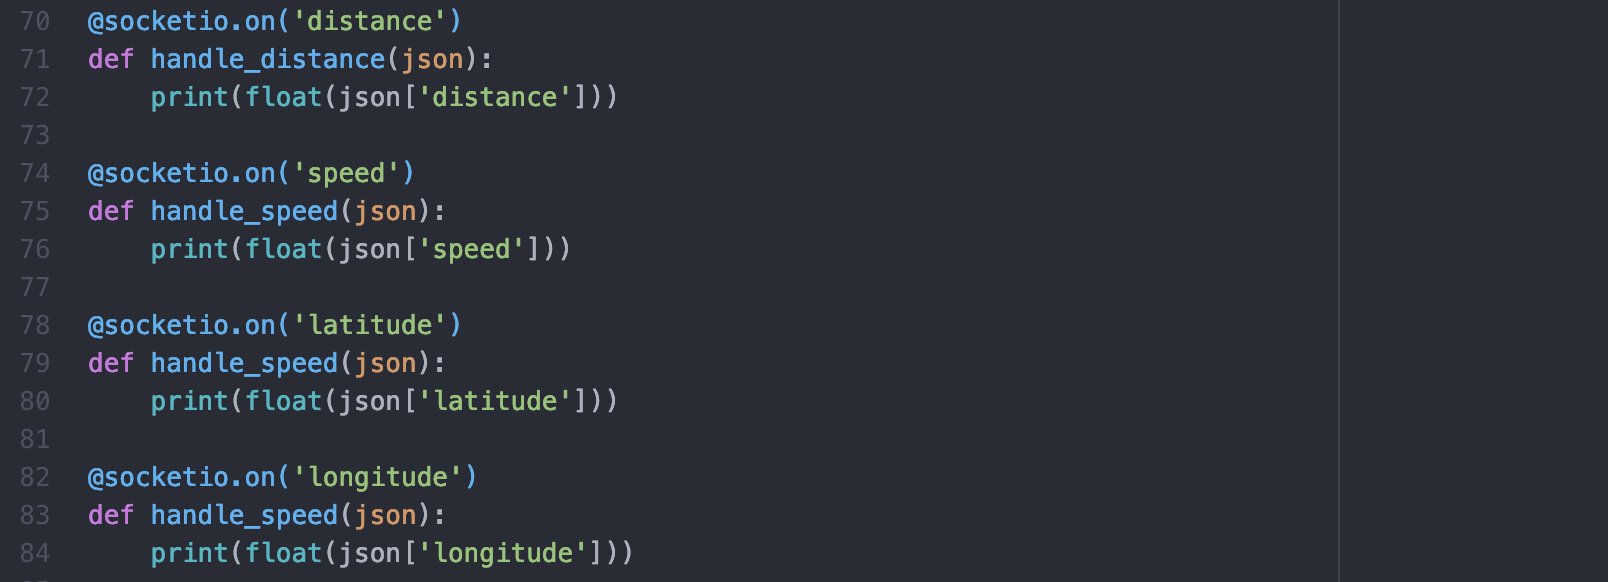 70 @socketio.on('distance')
71 def handle_distance(json):
72     print(float(json['distance']))
73
74 @socketio.on('speed')
75 def handle_speed(json):
76     print(float(json['speed']))
77
78 @socketio.on('latitude')
79 def handle_speed(json):
80     print(float(json['latitude']))
81
82 @socketio.on('longitude')
83 def handle_speed(json):
84     print(float(json['longitude']))